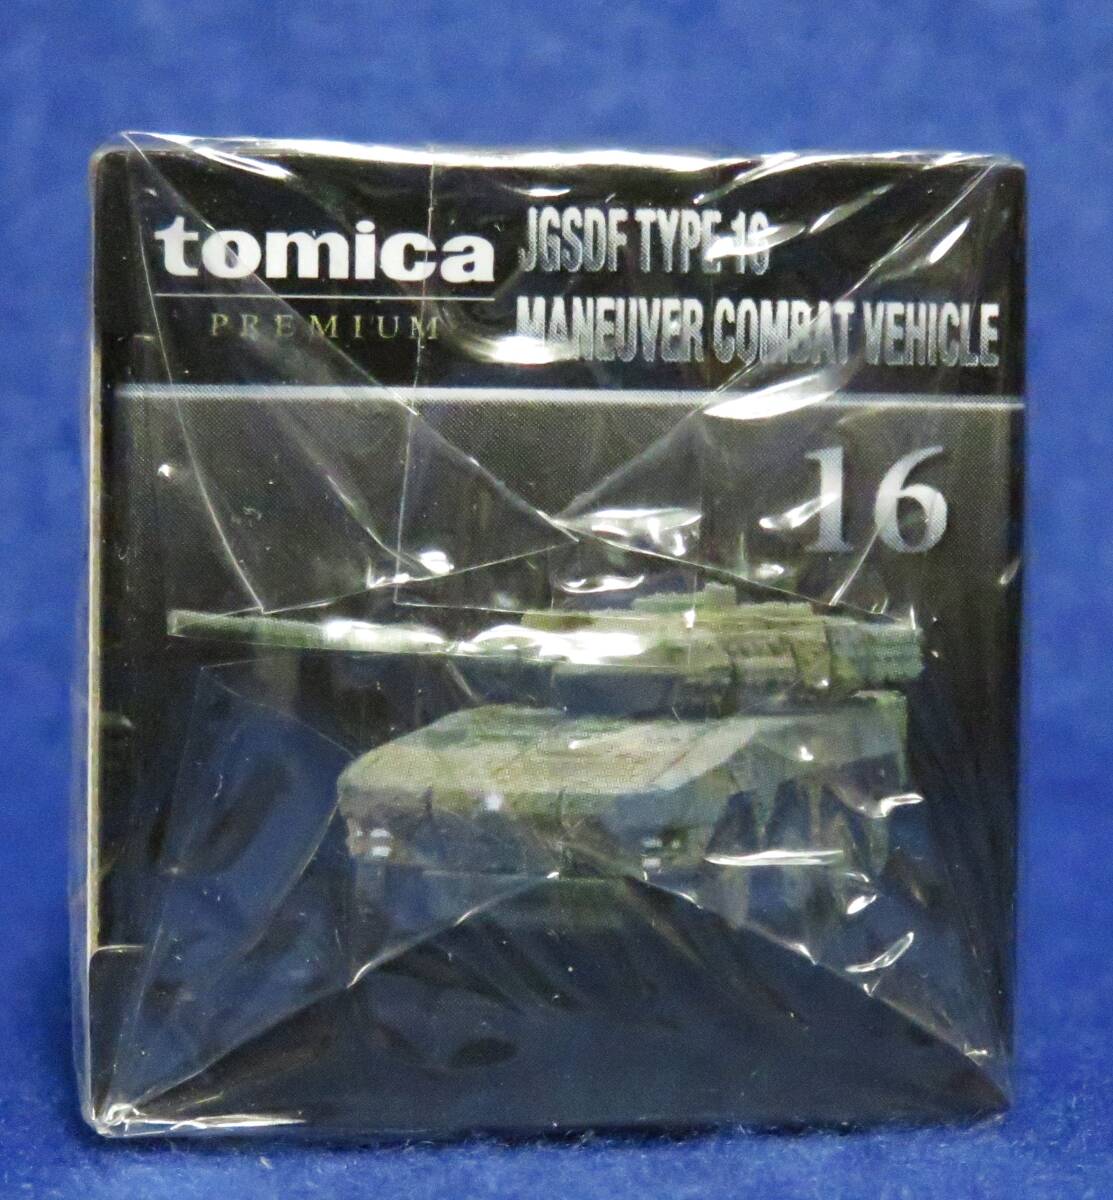 tomica
PREMIUM
JGSDF TYPE 16
MANEUVER COMBAT VEHICLE
16